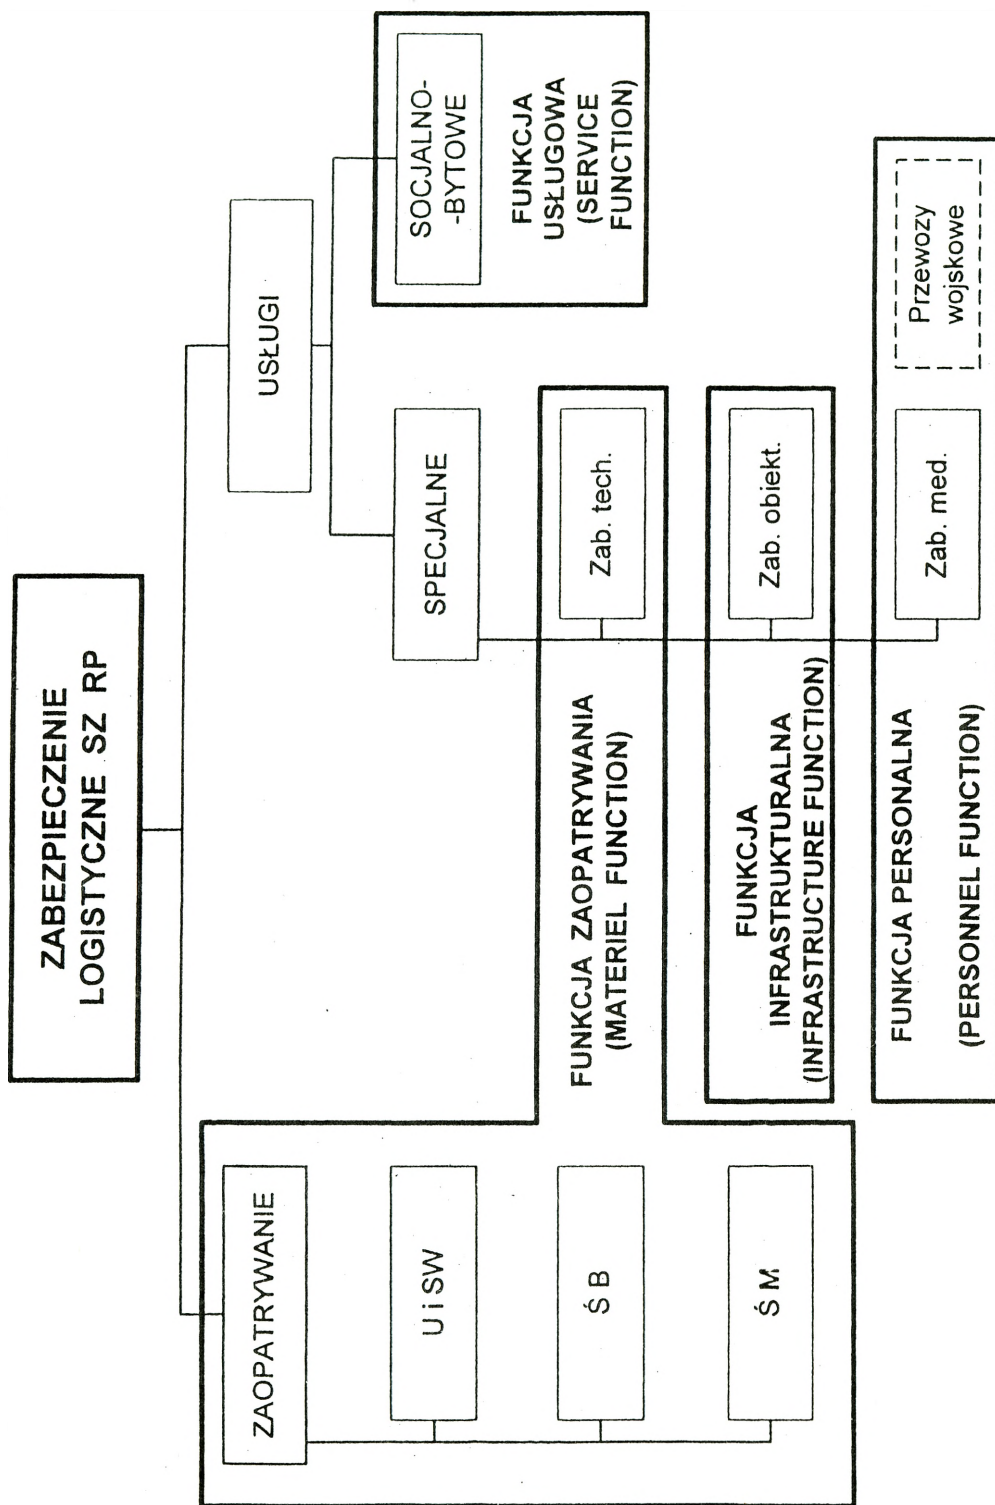 ZABEZPIECZENIE
LOGISTYCZNE SZ RP
ZAOPATRYWANIE
U i SW
Ś B
Ś M
USŁUGI
SPECJALNE
SOCJALNO-
-BYTOWE
FUNKCJA
USŁUGOWA
(SERVICE
FUNCTION)
FUNKCJA ZAOPATRYWANIA
(MATERIEL FUNCTION)
Zab. tech.
FUNKCJA
INFRASTRUKTURALNA
(INFRASTRUCTURE FUNCTION)
Zab. obiekt.
FUNKCJA PERSONALNA
(PERSONNEL FUNCTION)
Zab. med.
Przewozy
wojskowe